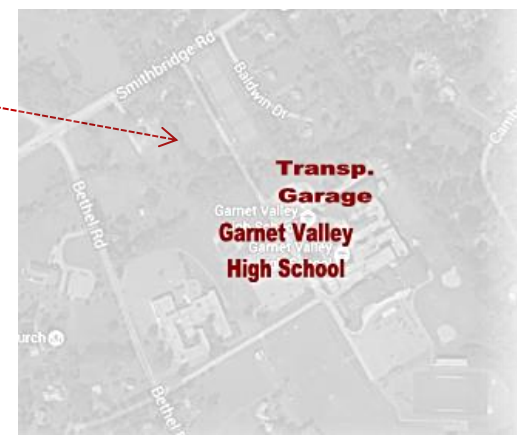 Smithbridge Rd
Baldwin Dr
Bethel Rd
Transp.
Garage
Garnet Valley
Garnet Valley
High School
Garnet Valley
urch
Bethel
Camb